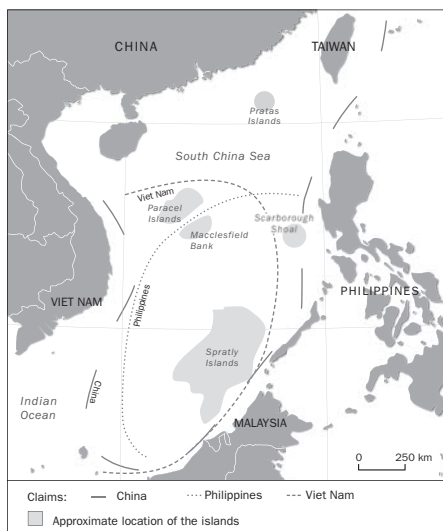 CHINA
TAIWAN
Pratas
Islands
South China Sea
Viet Nam
Paracel
Islands
Scarborough
Shoal
Macclesfield
Bank
VIET NAM
Philippines
PHILIPPINES
Spratly
Islands
China
Indian
Ocean
MALAYSIA
0 250 km
Claims: China Philippines Viet Nam
Approximate location of the islands